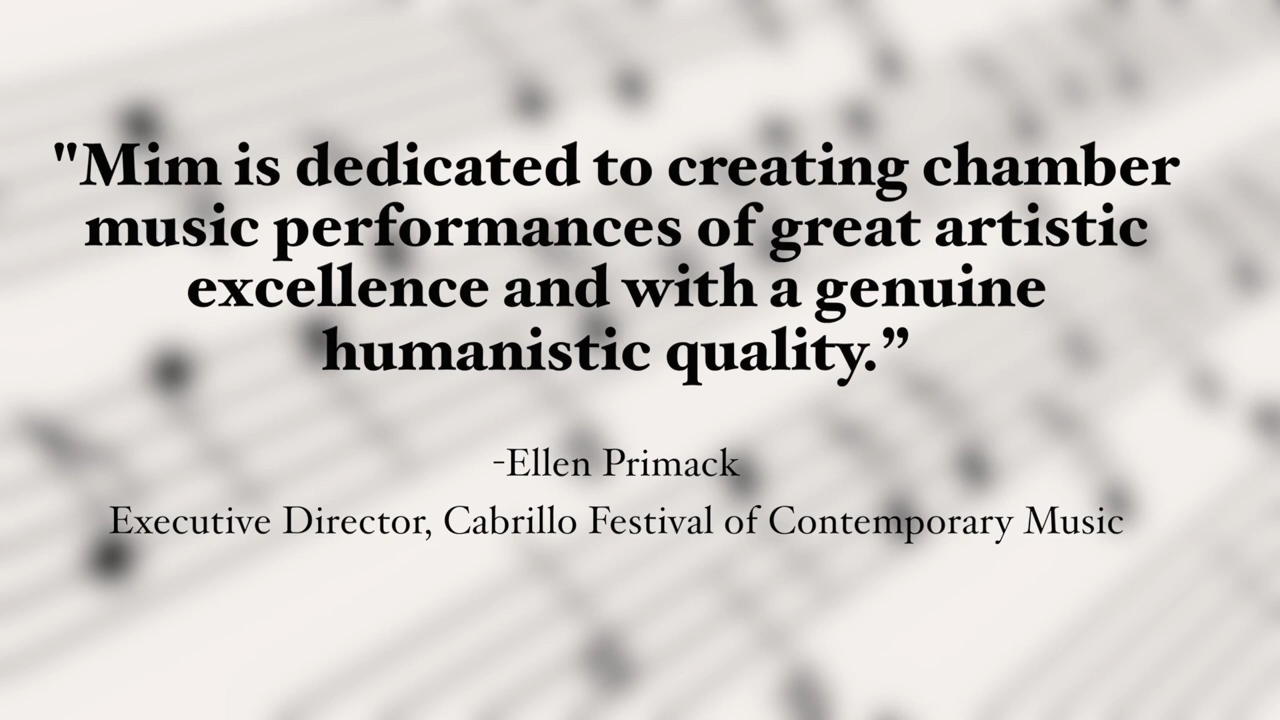 "Mim is dedicated to creating chamber
music performances of great artistic
excellence and with a genuine
humanistic quality.”
-Ellen Primack
Executive Director, Cabrillo Festival of Contemporary Music